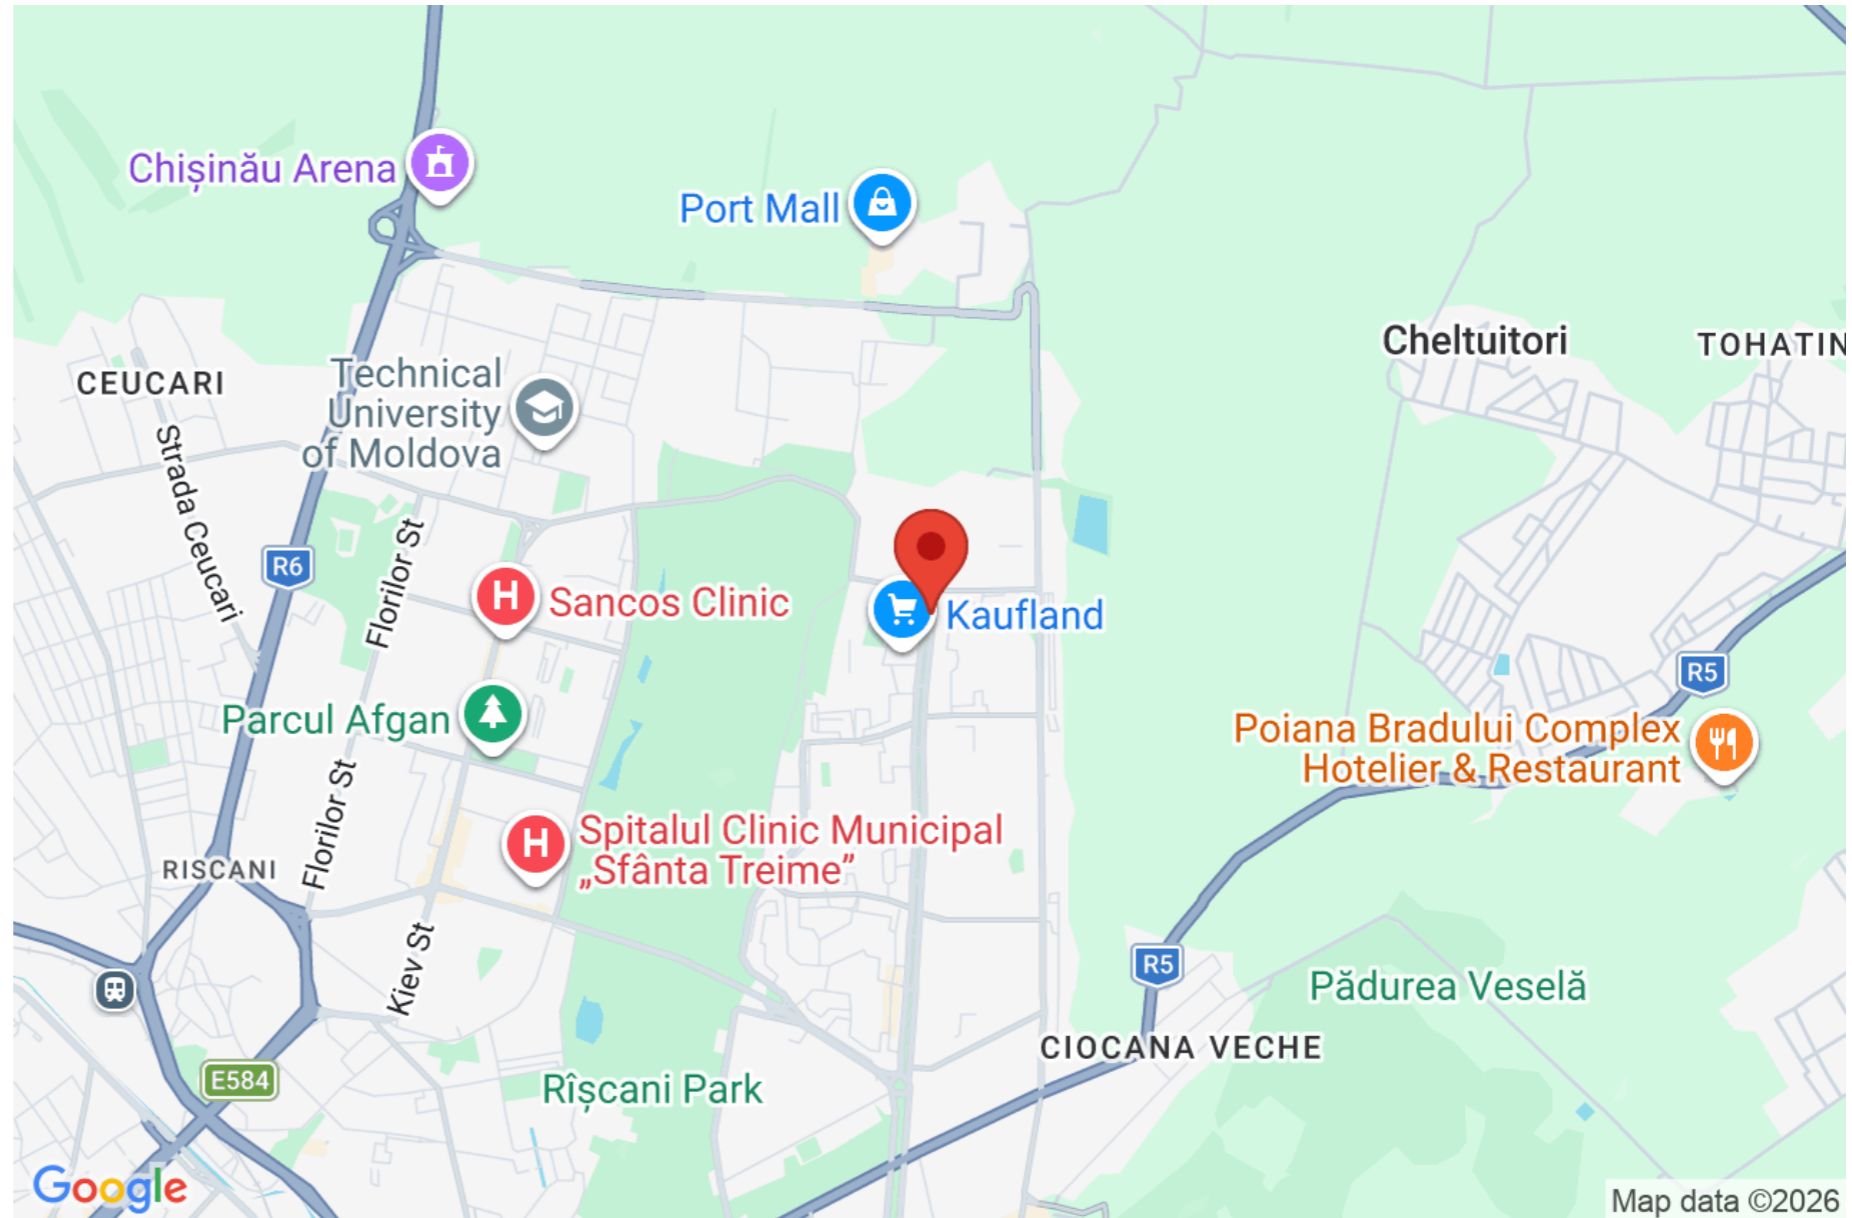 Chișinău Arena
Port Mall
Cheltuitori
TOHATIN
CEUCARI
Technical
University
of Moldova
Strada Ceucari
Florilor St
R6
Sancos Clinic
Kaufland
R5
Parcul Afgan
Poiana Bradului Complex
Hotelier & Restaurant
Florilor St
Spitalul Clinic Municipal
„Sfânta Treime”
RISCANI
Kiev St
R5
Pădurea Veselă
CIOCANA VECHE
E584
Rîșcani Park
Google
Map data ©2026